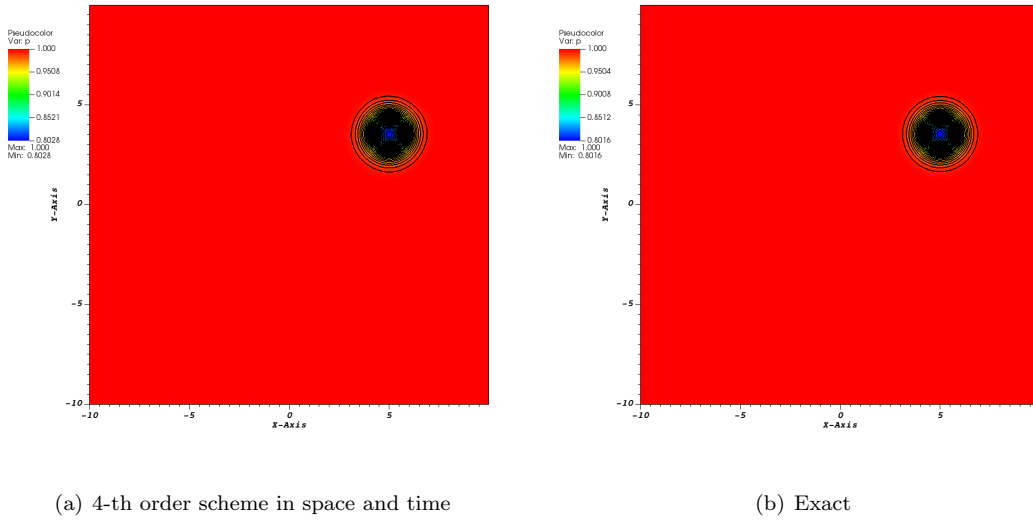 Pseudocolor
Var: p
1.000
0.9508
0.9014
0.8521
0.8028
Max: 1.000
Min: 0.8028
5
0
-5
-10
Y-Axis
-10
-5
0
5
X-Axis
(a) 4-th order scheme in space and time
Pseudocolor
Var: p
1.000
0.9504
0.9008
0.8512
0.8016
Max: 1.000
Min: 0.8016
5
0
-5
-10
Y-Axis
-10
-5
0
5
X-Axis
(b) Exact